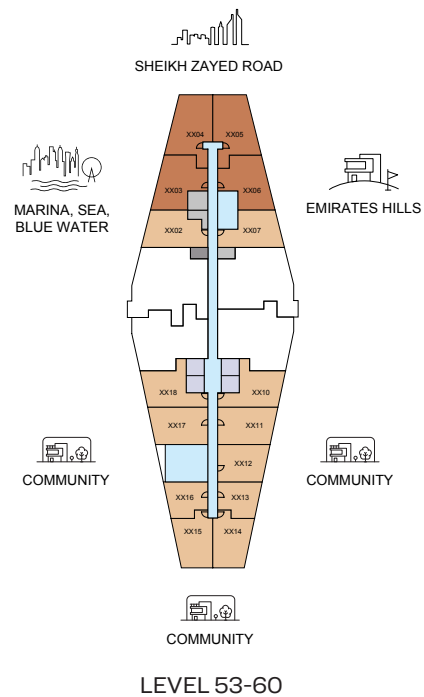 SHEIKH ZAYED ROAD
XX04
XX05
MARINA, SEA,
BLUE WATER
EMIRATES HILLS
XX03
XX06
XX02
XX07
XX18
XX10
XX17
XX11
COMMUNITY
XX12
COMMUNITY
XX16
XX13
XX15
XX14
COMMUNITY
LEVEL 53-60